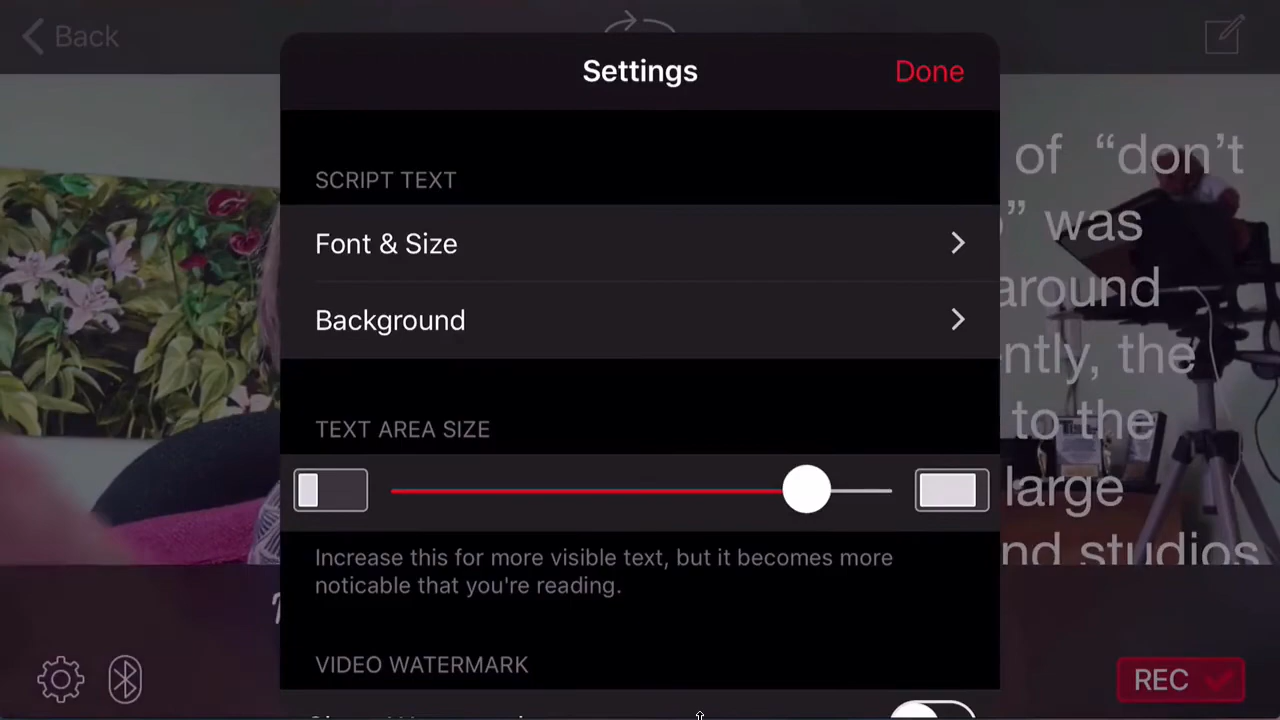 Back
Settings
Done
SCRIPT TEXT
Font & Size
Background
TEXT AREA SIZE
Increase this for more visible text, but it becomes more
noticable that you're reading.
VIDEO WATERMARK
of “don’t
” was
around
ntly, the
to the
large
nd studios
REC